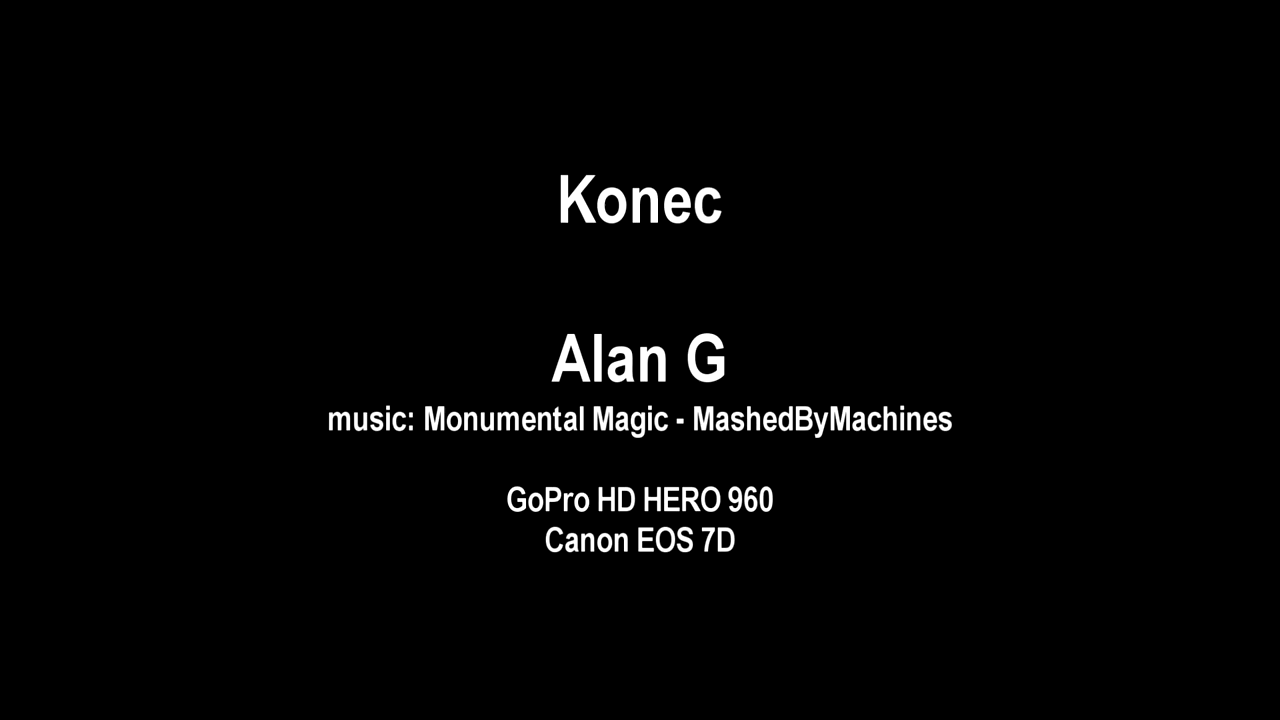 Konec
Alan G
music: Monumental Magic - MashedByMachines
GoPro HD HERO 960
Canon EOS 7D